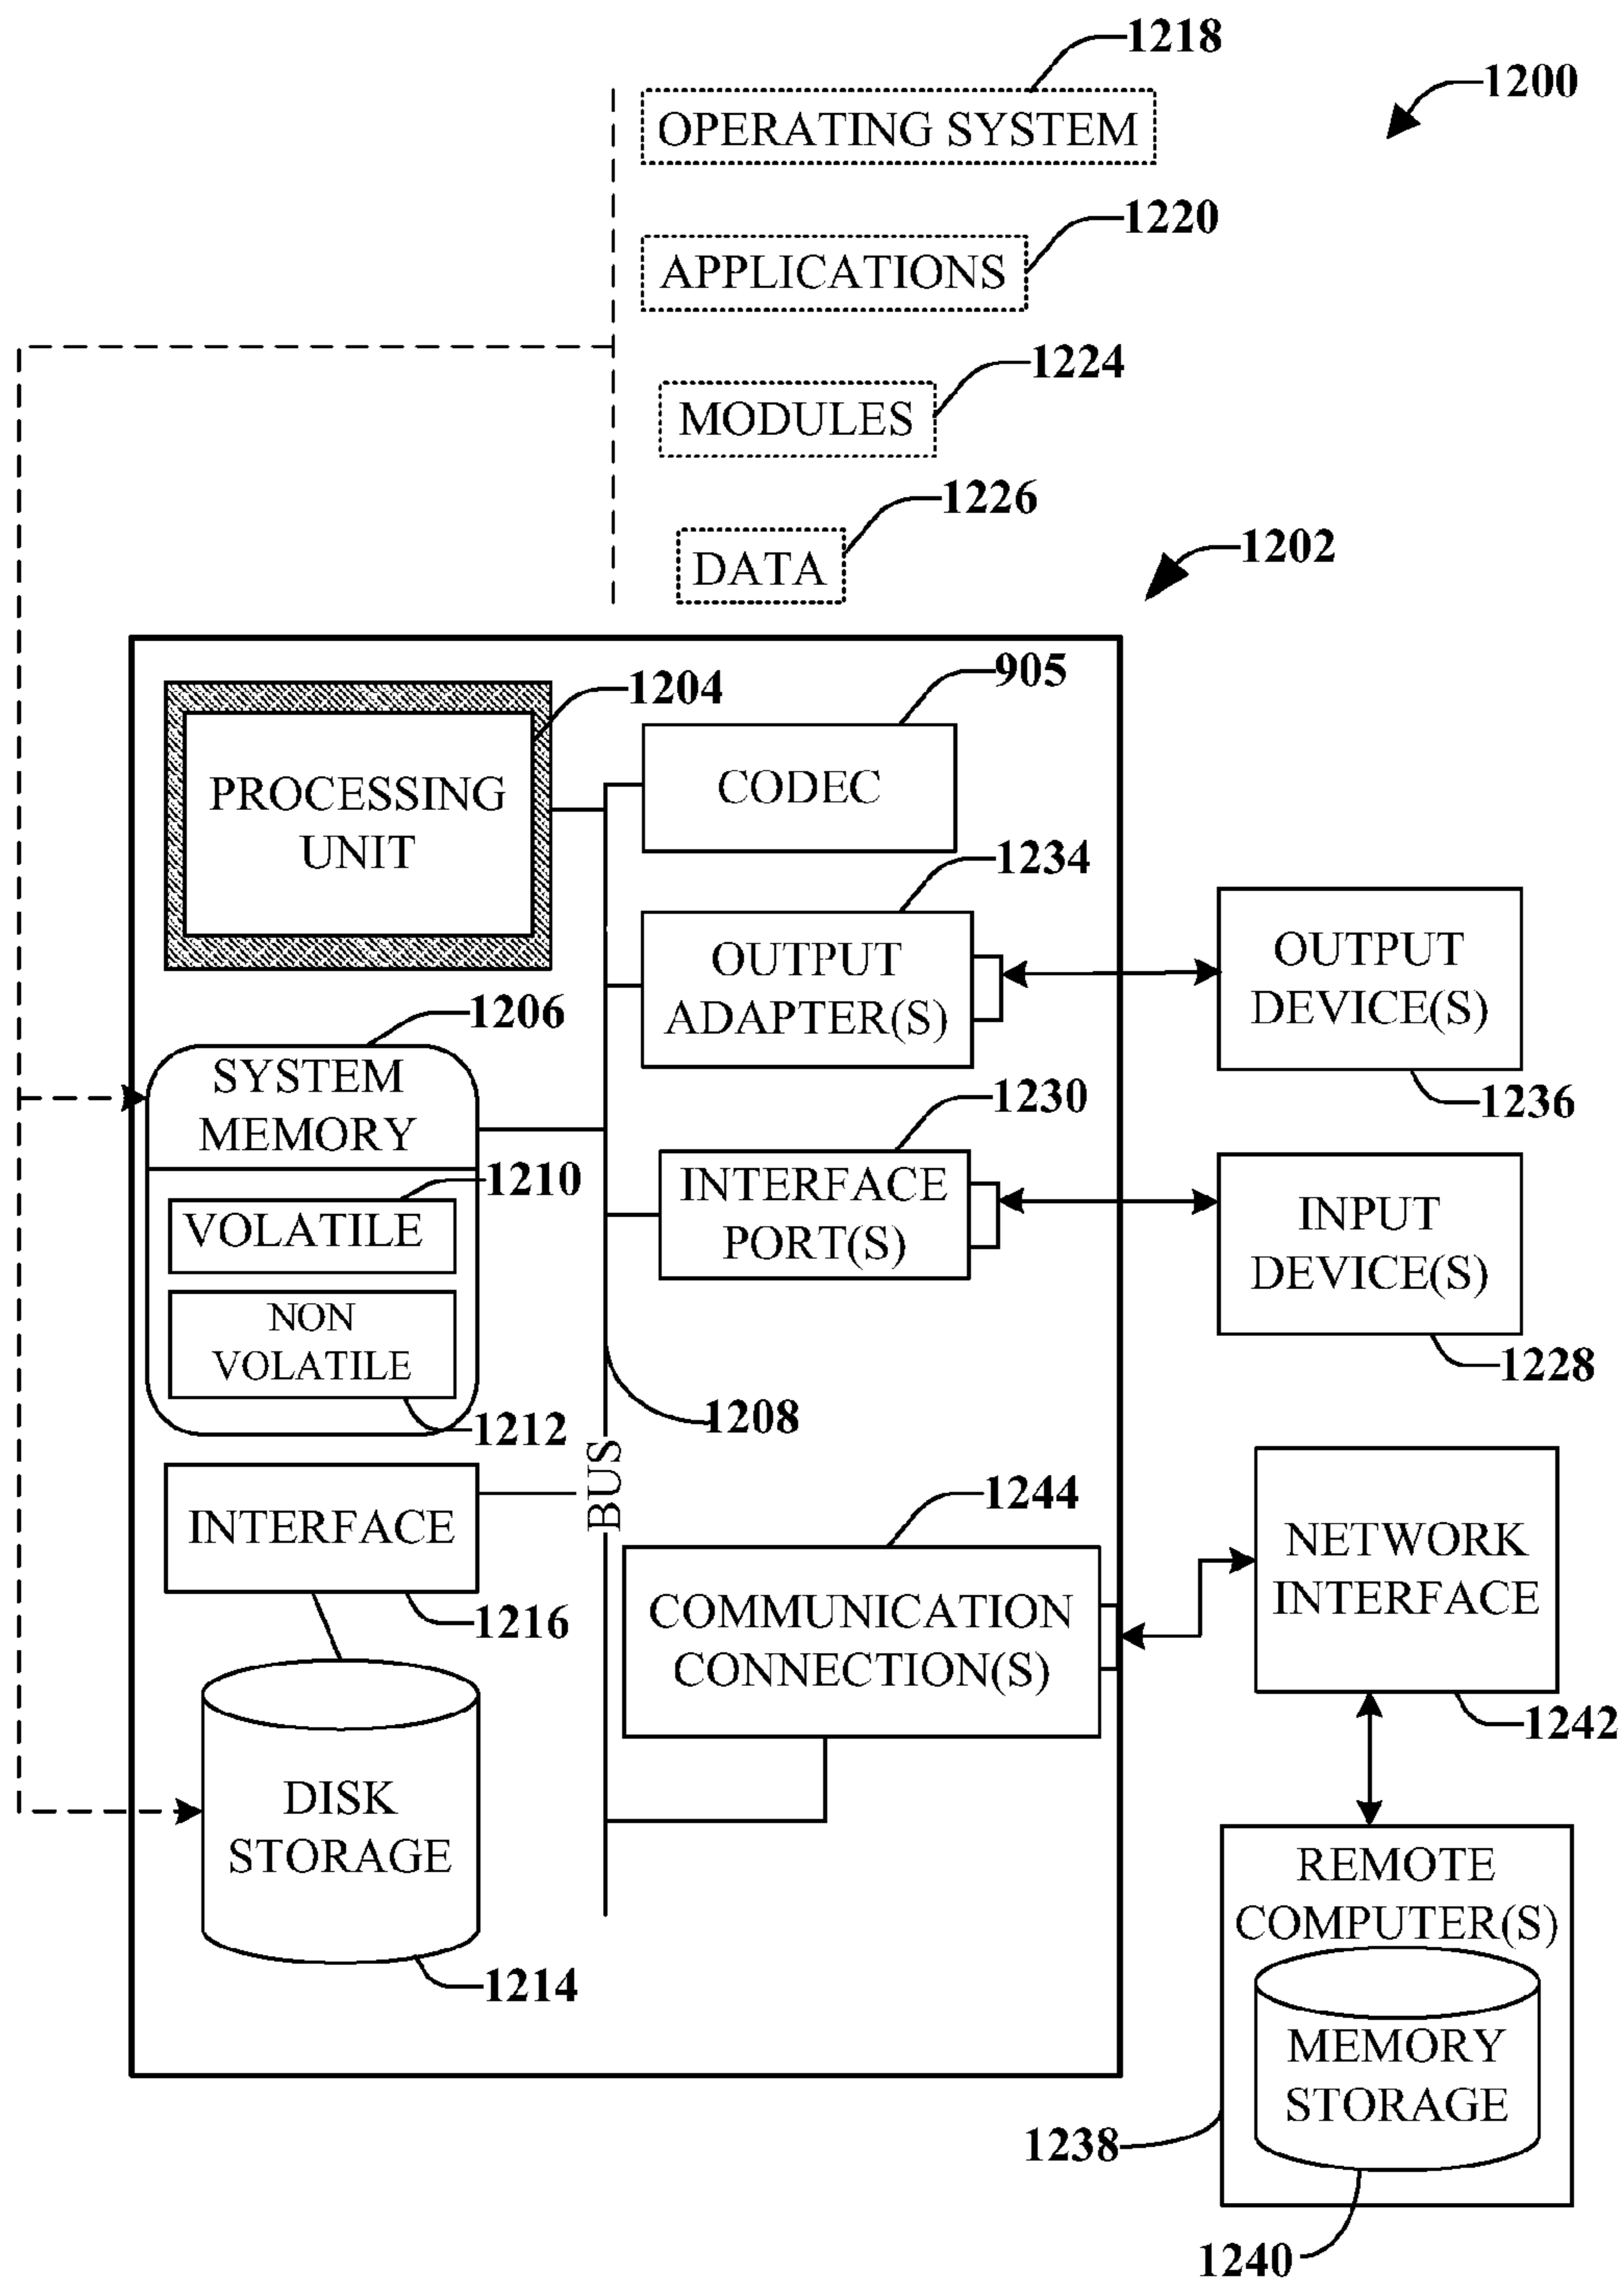 1218
1200
OPERATING SYSTEM
1220
APPLICATIONS
1224
MODULES
1226
DATA
1202
1204
905
PROCESSING
UNIT
CODEC
1234
OUTPUT
ADAPTER(S)
OUTPUT
DEVICE(S)
1236
1206
SYSTEM
MEMORY
1210
VOLATILE
NON
VOLATILE
1212
1230
INTERFACE
PORT(S)
INPUT
DEVICE(S)
1228
1208
BUS
INTERFACE
1216
1244
COMMUNICATION
CONNECTION(S)
NETWORK
INTERFACE
1242
DISK
STORAGE
1214
REMOTE
COMPUTER(S)
MEMORY
STORAGE
1238
1240